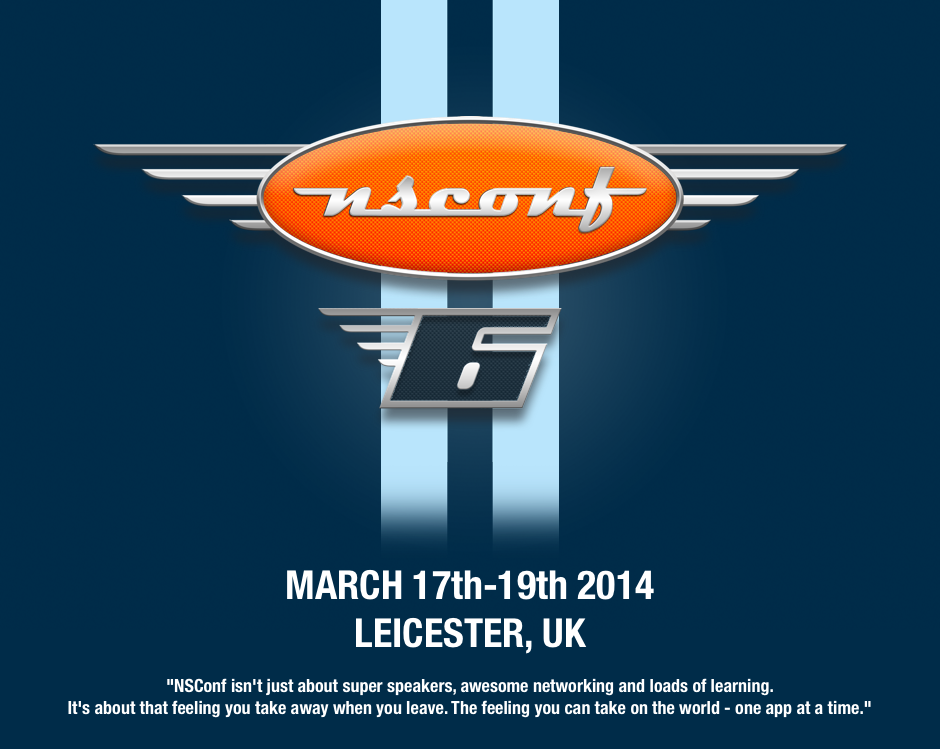 nsconf
6
MARCH 17th-19th 2014
LEICESTER, UK
"NSConf isn't just about super speakers, awesome networking and loads of learning.
It's about that feeling you take away when you leave. The feeling you can take on the world - one app at a time."